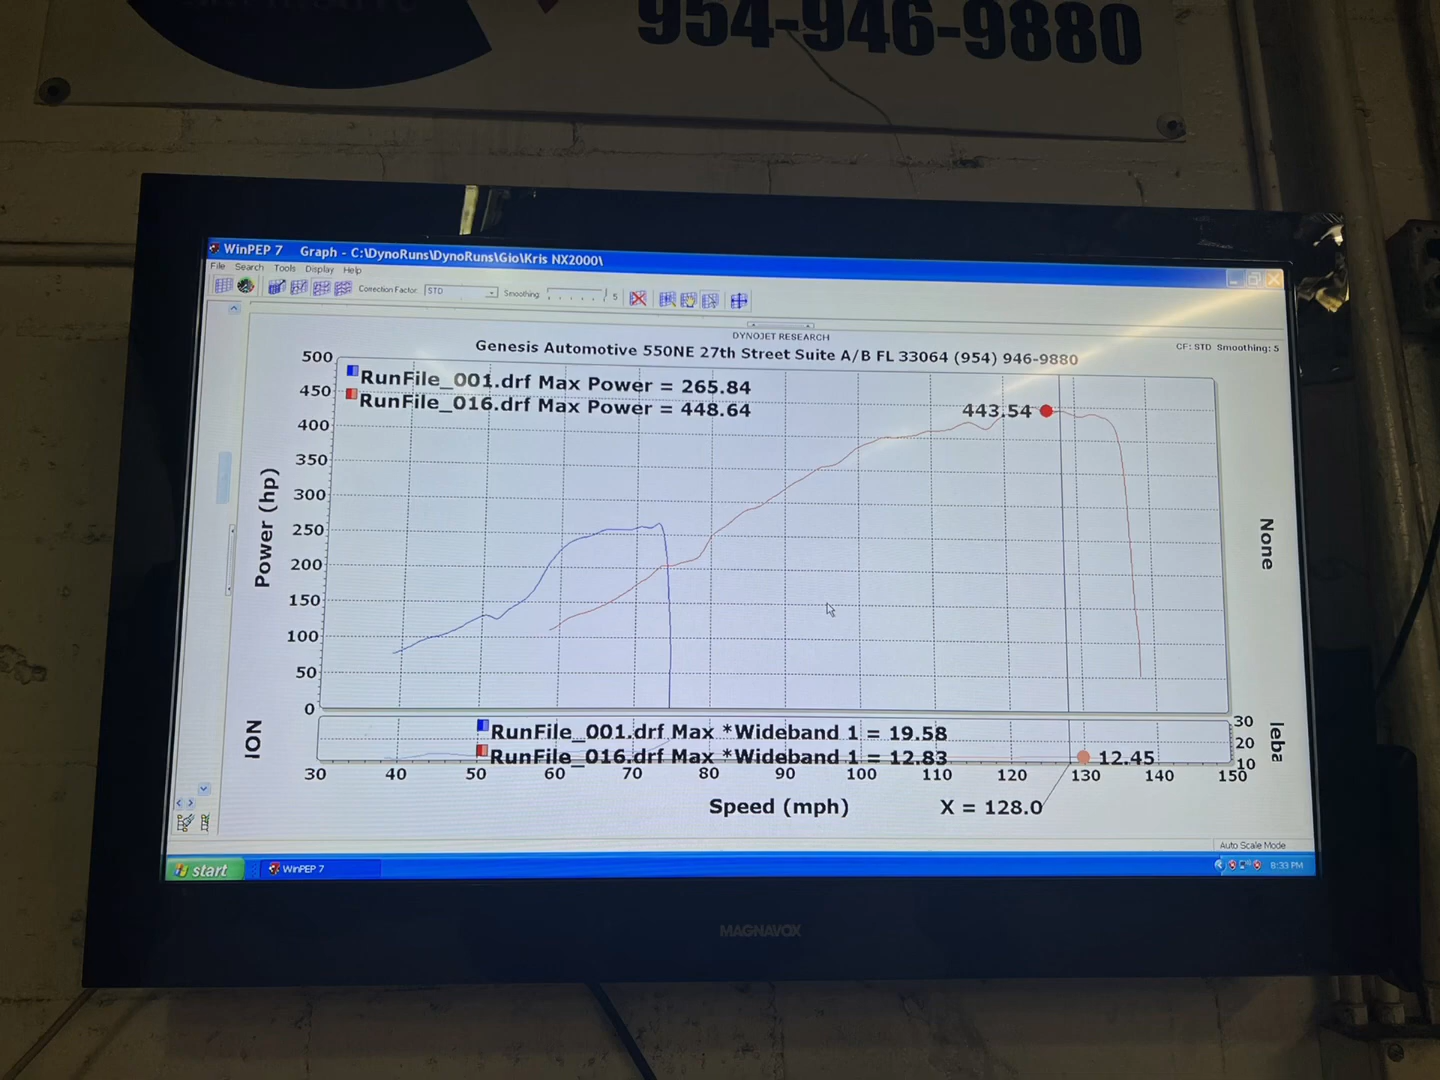 954-946-9880
WinPEP 7 Graph - C:\DynoRuns\DynoRuns\Gio\Kris NX2000\
File Search Tools Display Help
Correction Factor: STD Smoothing: 5
DYNOJET RESEARCH
Genesis Automotive 550NE 27th Street Suite A/B FL 33064 (954) 946-9880
CF: STD Smoothing: 5
RunFile_001.drf Max Power = 265.84
RunFile_016.drf Max Power = 448.64
443.54
500
450
400
350
300
250
200
150
100
50
0
Power (hp)
None
ION
RunFile_001.drf Max *Wideband 1 = 19.58
RunFile_016.drf Max *Wideband 1 = 12.83
12.45
30
20
10
leba
30 40 50 60 70 80 90 100 110 120 130 140 150
Speed (mph)
X = 128.0
Auto Scale Mode
start WinPEP 7 8:33 PM
MAGNAVOX